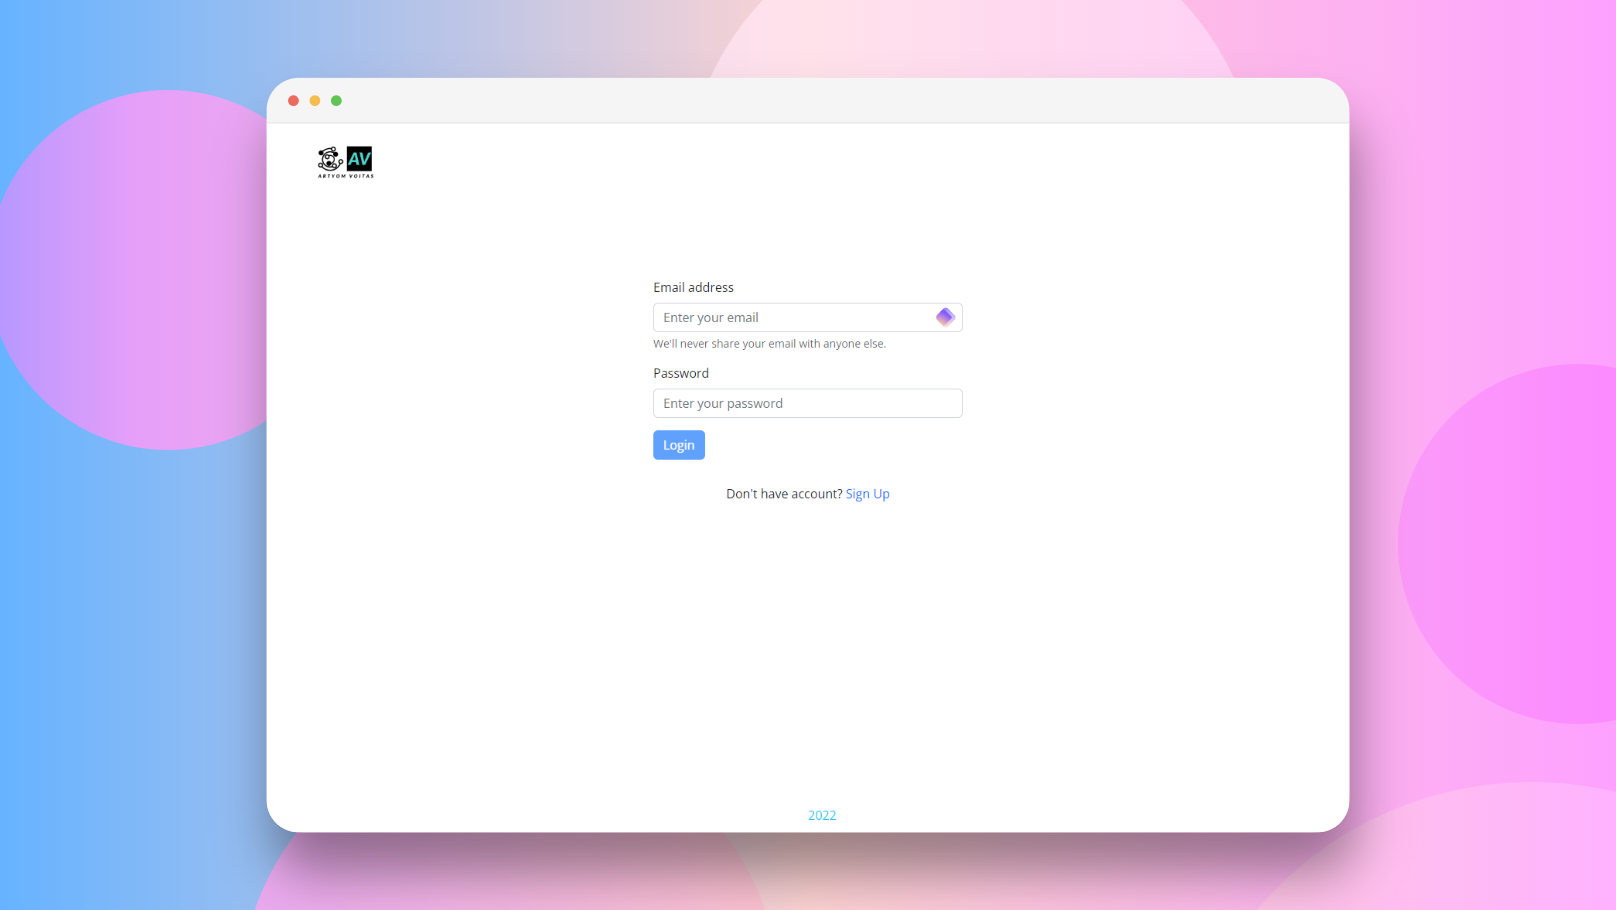 AV
ARTYOM VOITAS
Email address
Enter your email
We'll never share your email with anyone else.
Password
Enter your password
Login
Don't have account? Sign Up
2022